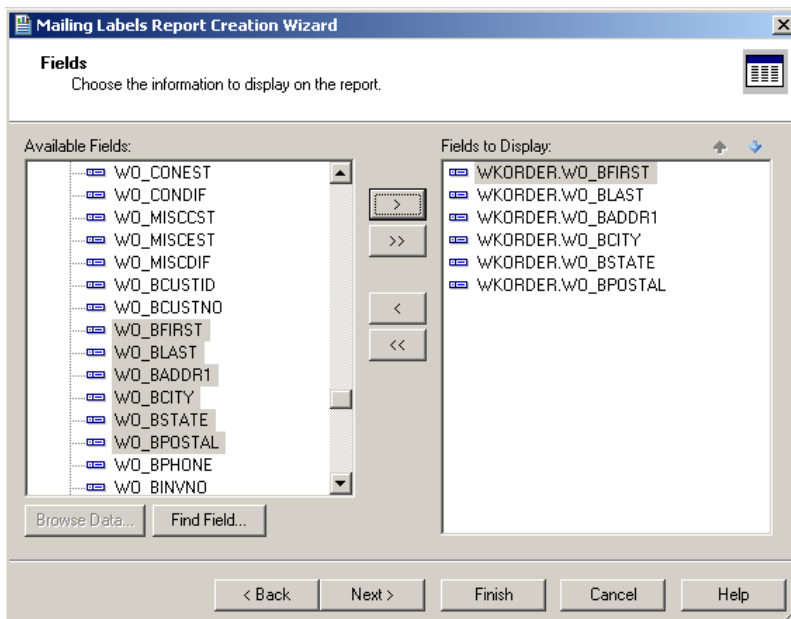 Mailing Labels Report Creation Wizard
Fields
Choose the information to display on the report.
Available Fields:
WO_CONEST
WO_CONDIF
WO_MISCCST
WO_MISCEST
WO_MISCDIF
WO_BCUSTID
WO_BCUSTNO
WO_BFIRST
WO_BLAST
WO_BADDR1
WO_BCITY
WO_BSTATE
WO_BPOSTAL
WO_BPHONE
WO_BINVNO
Browse Data...
Find Field...
>
>>
<
<<
Fields to Display:
WKORDER.WO_BFIRST
WKORDER.WO_BLAST
WKORDER.WO_BADDR1
WKORDER.WO_BCITY
WKORDER.WO_BSTATE
WKORDER.WO_BPOSTAL
< Back
Next >
Finish
Cancel
Help